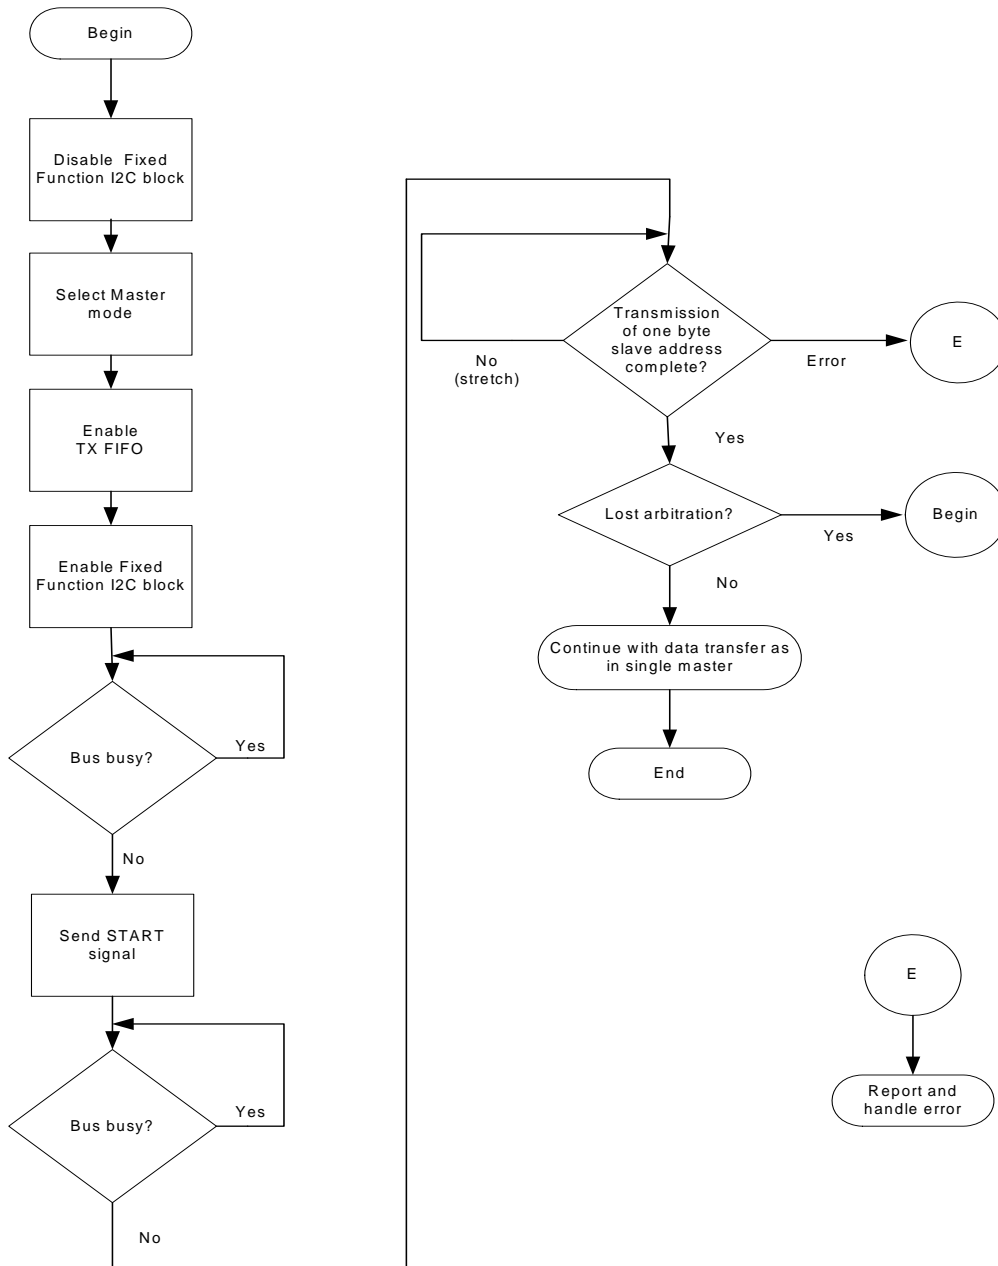 Begin
Disable Fixed
Function I2C block
Select Master
mode
Enable
TX FIFO
Enable Fixed
Function I2C block
Bus busy?
Yes
No
Send START
signal
Bus busy?
Yes
No
Transmission
of one byte
slave address
complete?
No
(stretch)
Error
E
Yes
Lost arbitration?
Yes
Begin
No
Continue with data transfer as
in single master
End
E
Report and
handle error